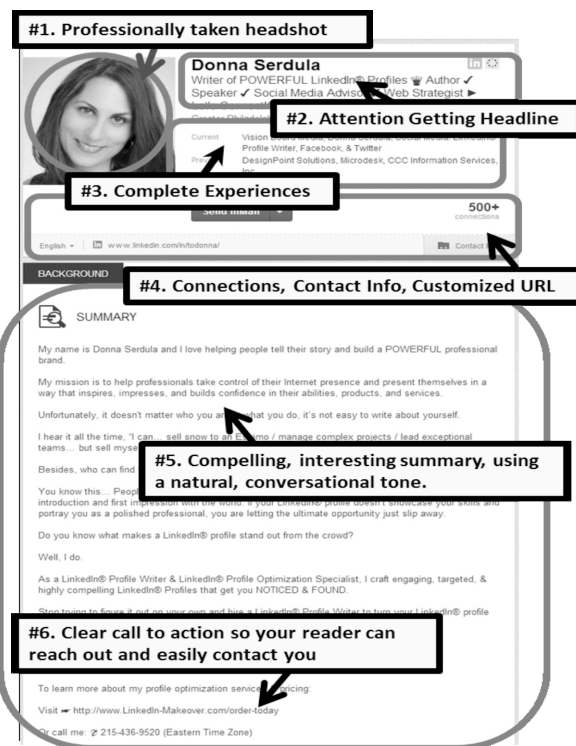 #1. Professionally taken headshot
Donna Serdula
Writer of POWERFUL LinkedIn® Profiles ♛ Author ✓
Speaker ✓ Social Media Advisor Web Strategist ►
#2. Attention Getting Headline
Current
Profile Writer, Facebook, & Twitter
DesignPoint Solutions, Microdesk, CCC Information Services,
#3. Complete Experiences
Send InMail
500+
connections
English
www.linkedin.com/in/todonna/
Contact
BACKGROUND
#4. Connections, Contact Info, Customized URL
SUMMARY
My name is Donna Serdula and I love helping people tell their story and build a POWERFUL professional
brand.
My mission is to help professionals take control of their Internet presence and present themselves in a
way that inspires, impresses, and builds confidence in their abilities, products, and services.
Unfortunately, it doesn't matter who you are what you do, it's not easy to write about yourself.
I hear it all the time, "I can... sell snow to an Eskimo / manage complex projects / lead exceptional
teams... but sell
#5. Compelling, interesting summary, using
a natural, conversational tone.
Besides, who can find
You know this...
introduction and first impression with the world. If your LinkedIn® profile doesn't showcase your skills and
portray you as a polished professional, you are letting the ultimate opportunity just slip away.
Do you know what makes a LinkedIn® profile stand out from the crowd?
Well, I do.
As a LinkedIn® Profile Writer & LinkedIn® Profile Optimization Specialist, I craft engaging, targeted, &
highly compelling LinkedIn® Profiles that get you NOTICED & FOUND.
Stop trying to figure it out on your own and hire a LinkedIn® Profile Writer to turn your LinkedIn® profile
#6. Clear call to action so your reader can
reach out and easily contact you
To learn more about my profile optimization services pricing:
Visit ☛ http://www.LinkedIn-Makeover.com/order-today
Or call me: ✆ 215-436-9520 (Eastern Time Zone)